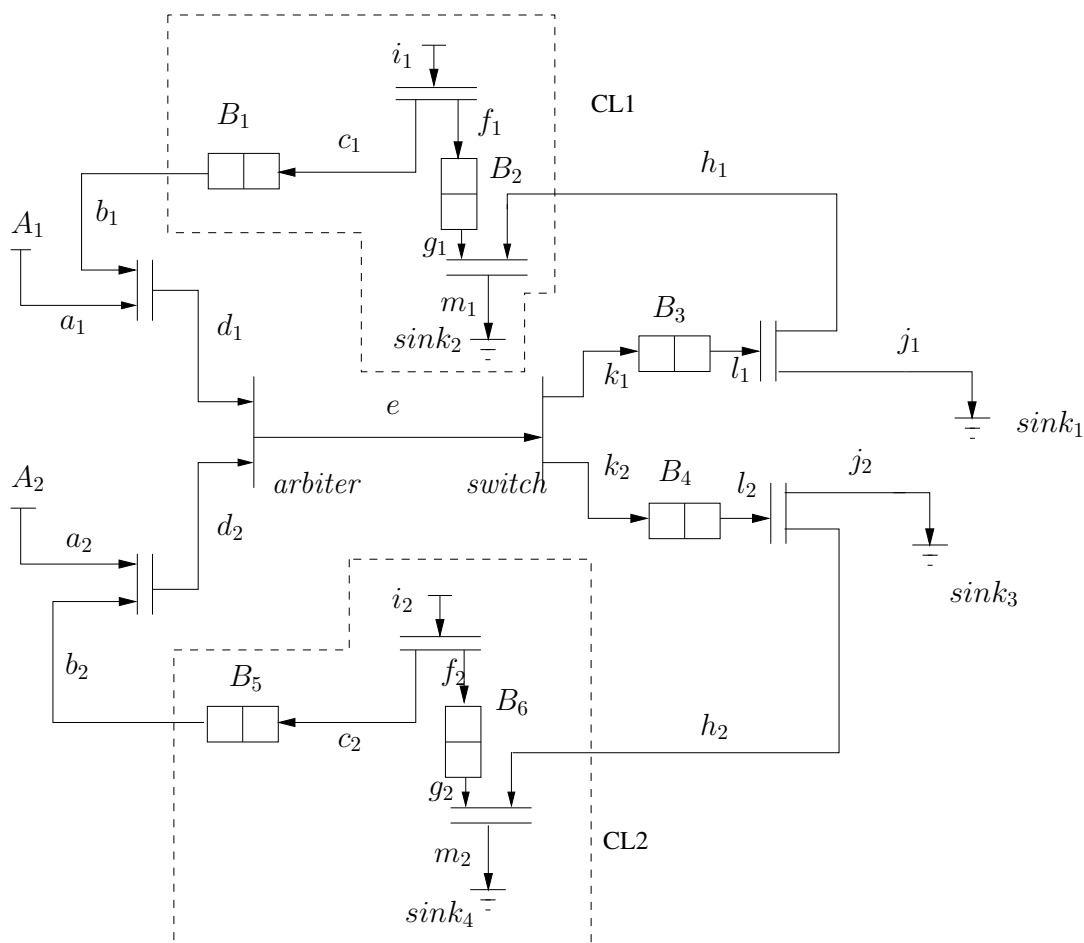 i₁
CL1
B₁
c₁
f₁
B₂
h₁
b₁
A₁
g₁
a₁
m₁
d₁
sink₂
B₃
j₁
k₁
l₁
e
sink₁
A₂
arbiter
switch
k₂
B₄
l₂
j₂
a₂
d₂
sink₃
i₂
b₂
B₅
f₂
B₆
h₂
c₂
g₂
CL2
m₂
sink₄